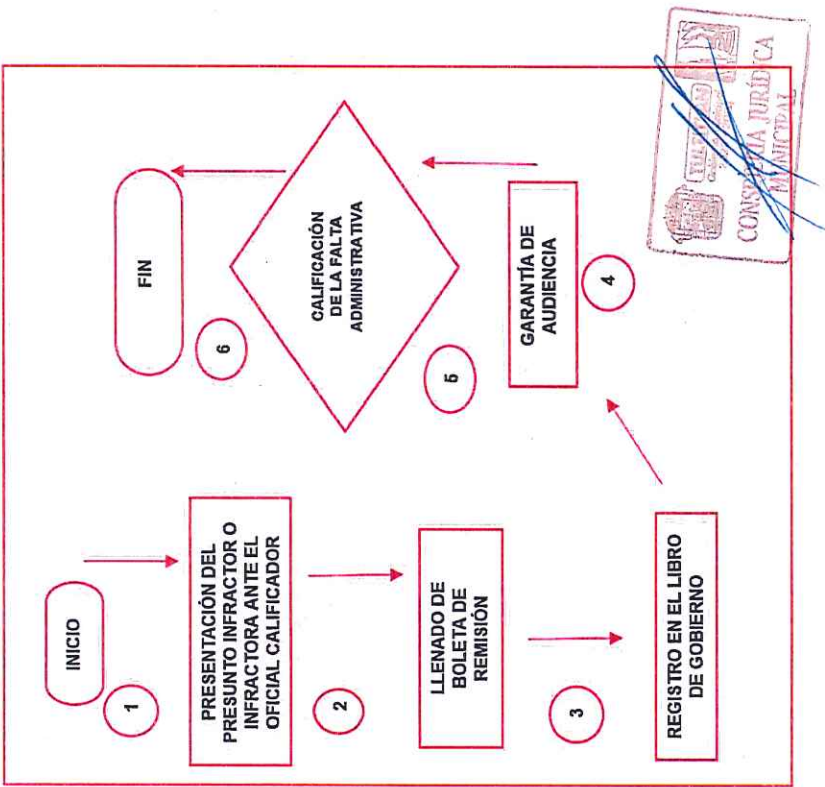 INICIO
1
PRESENTACIÓN DEL
PRESUNTO INFRACTOR O
INFRACTORA ANTE EL
OFICIAL CALIFICADOR
2
LLENADO DE
BOLETA DE
REMISIÓN
3
REGISTRO EN EL LIBRO
DE GOBIERNO
GARANTÍA DE
AUDIENCIA
4
5
CALIFICACIÓN
DE LA FALTA
ADMINISTRATIVA
6
FIN
CONSEJERÍA JURÍDICA
MUNICIPAL